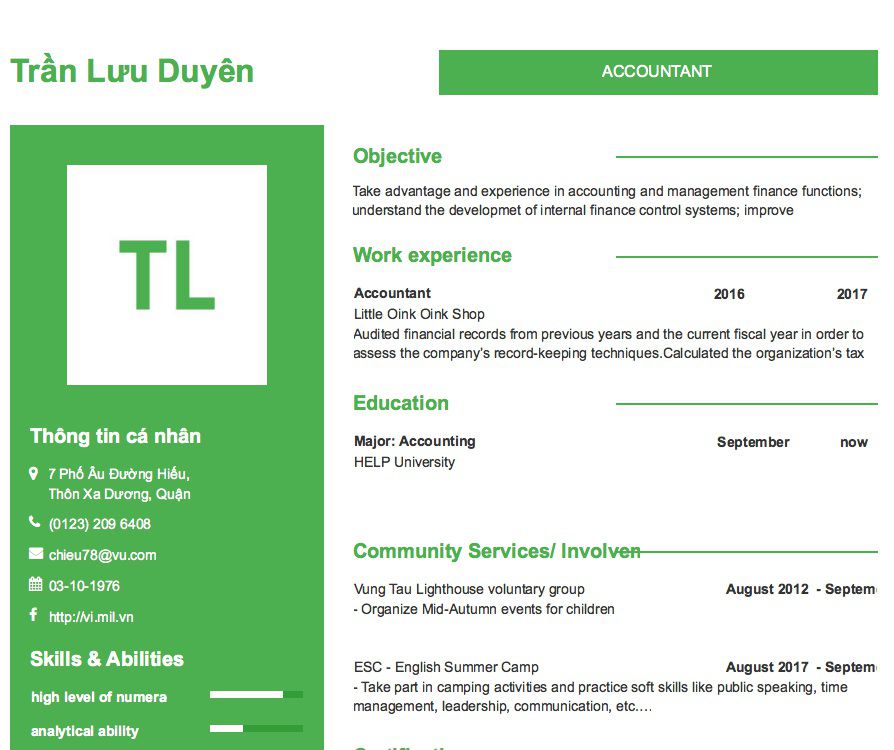 Trần Lưu Duyên
ACCOUNTANT
TL
Thông tin cá nhân
7 Phố Âu Đường Hiếu,
Thôn Xa Dương, Quận
(0123) 209 6408
chieu78@vu.com
03-10-1976
http://vi.mil.vn
Skills & Abilities
high level of numera
analytical ability
Objective
Take advantage and experience in accounting and management finance functions;
understand the developmet of internal finance control systems; improve
Work experience
Accountant 2016 2017
Little Oink Oink Shop
Audited financial records from previous years and the current fiscal year in order to
assess the company's record-keeping techniques.Calculated the organization's tax
Education
Major: Accounting September now
HELP University
Community Services/ Involven
Vung Tau Lighthouse voluntary group August 2012 - Septem
- Organize Mid-Autumn events for children
ESC - English Summer Camp August 2017 - Septem
- Take part in camping activities and practice soft skills like public speaking, time
management, leadership, communication, etc....